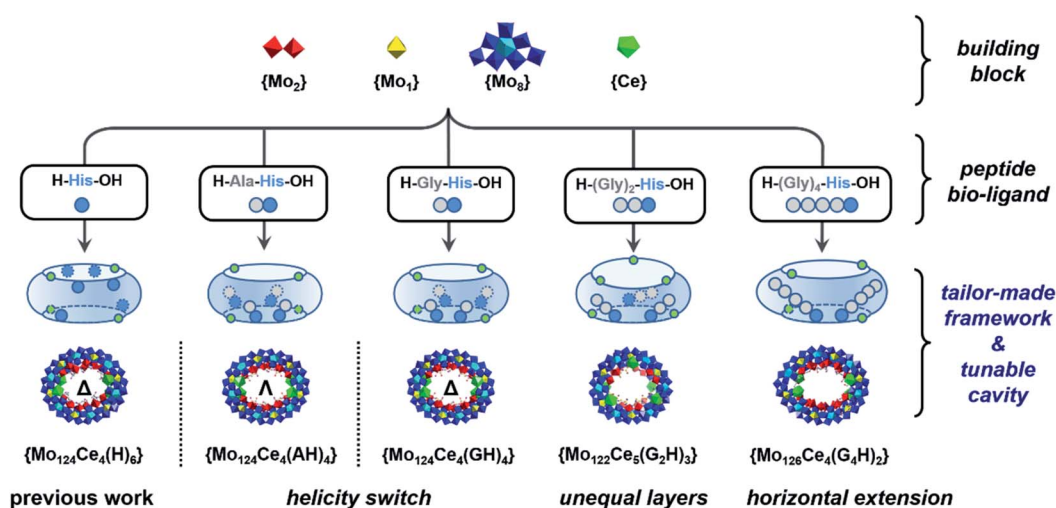 {Mo₂} {Mo₁} {Mo₈} {Ce}
building
block
H-His-OH H-Ala-His-OH H-Gly-His-OH H-(Gly)₂-His-OH H-(Gly)₄-His-OH
peptide
bio-ligand
tailor-made
framework
&
tunable
cavity
Δ Λ Δ
{Mo₁₂₄Ce₄(H)₆} {Mo₁₂₄Ce₄(AH)₄} {Mo₁₂₄Ce₄(GH)₄} {Mo₁₂₂Ce₅(G₂H)₃} {Mo₁₂₆Ce₄(G₄H)₂}
previous work helicity switch unequal layers horizontal extension